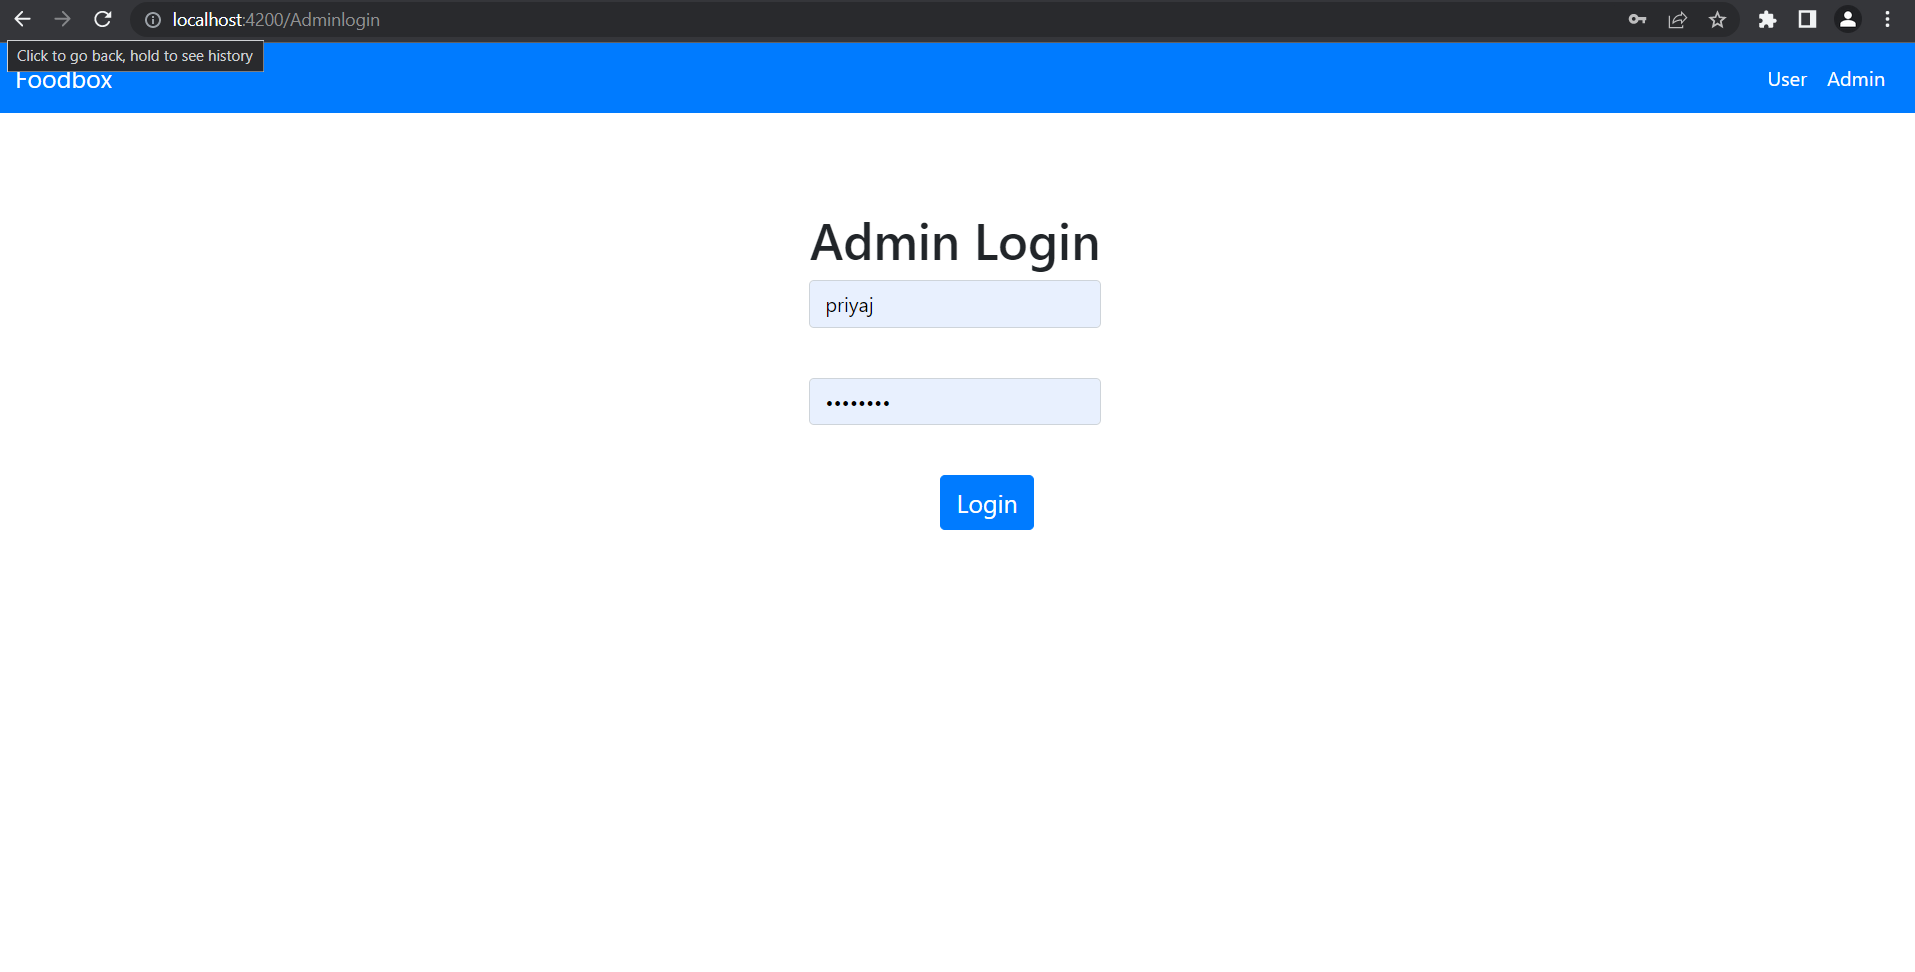 localhost:4200/Adminlogin
Click to go back, hold to see history
Foodbox
User Admin
Admin Login
priyaj
••••••••
Login